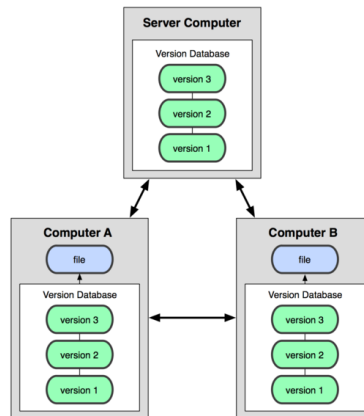 Server Computer
Version Database
version 3
version 2
version 1
Computer A
file
Version Database
version 3
version 2
version 1
Computer B
file
Version Database
version 3
version 2
version 1